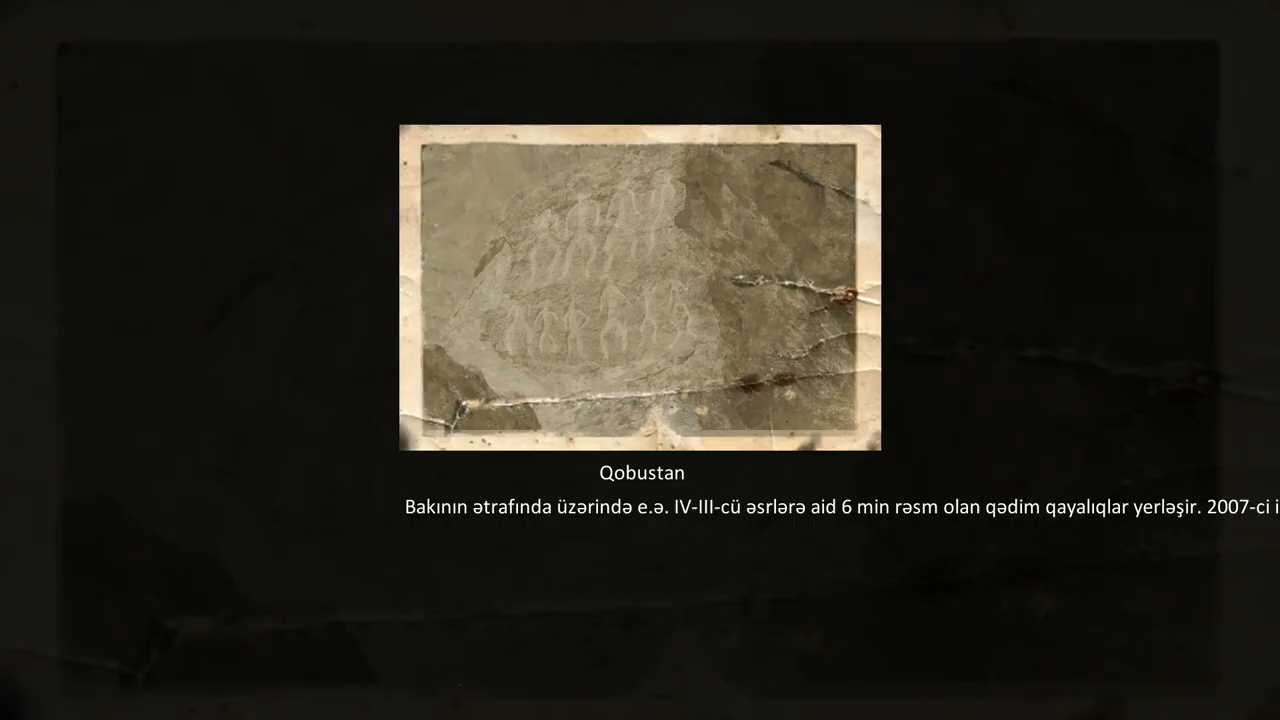 Qobustan
Bakının ətrafında üzərində e.ə. IV-III-cü əsrlərə aid 6 min rəsm olan qədim qayalıqlar yerləşir. 2007-ci